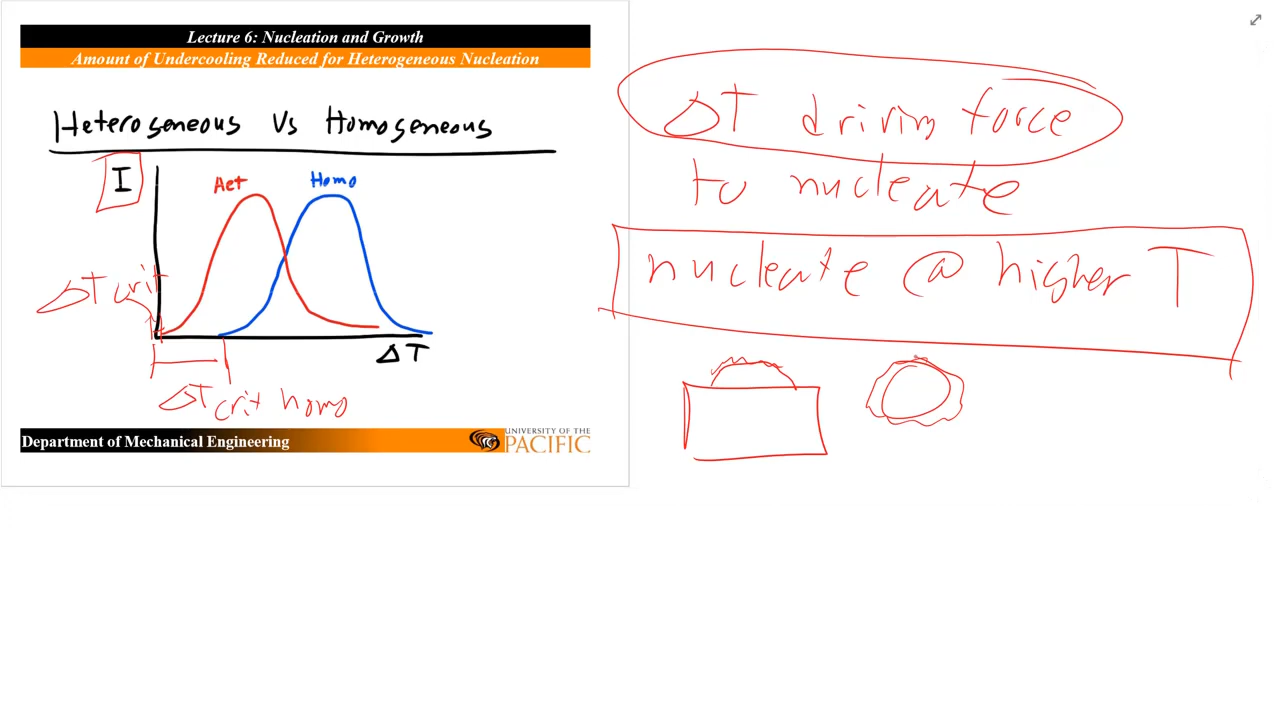 Lecture 6: Nucleation and Growth
Amount of Undercooling Reduced for Heterogeneous Nucleation
Heterogeneous Vs Homogeneous
I
Het
Homo
ΔT crit
ΔT
ΔT crit homo
Department of Mechanical Engineering
UNIVERSITY OF THE
PACIFIC
ΔT drivin force
to nucleate
nucleate @ higher T